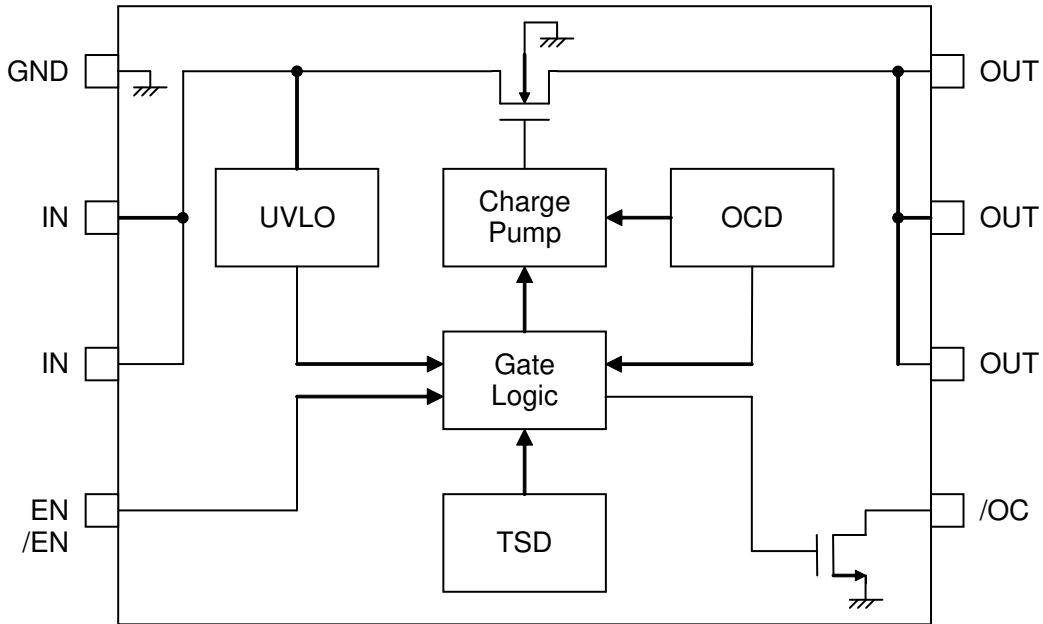 GND
OUT
IN
UVLO
Charge
Pump
OCD
OUT
IN
Gate
Logic
OUT
EN
/EN
TSD
/OC